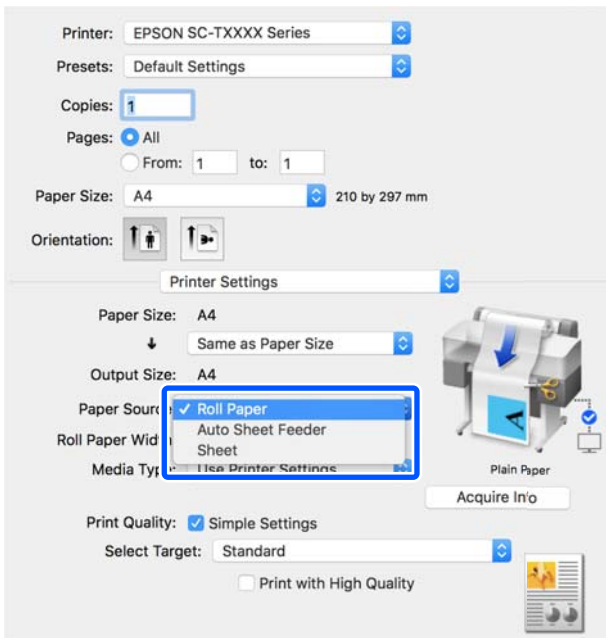 Printer: EPSON SC-TXXXX Series
Presets: Default Settings
Copies: 1
Pages: All
From: 1 to: 1
Paper Size: A4 210 by 297 mm
Orientation:
Printer Settings
Paper Size: A4
Same as Paper Size
Output Size: A4
Paper Sourc ✓ Roll Paper
Auto Sheet Feeder
Roll Paper Wid
Sheet
Media Typ Use Printer Settings
Plain Paper
Acquire Info
Print Quality: Simple Settings
Select Target: Standard
Print with High Quality